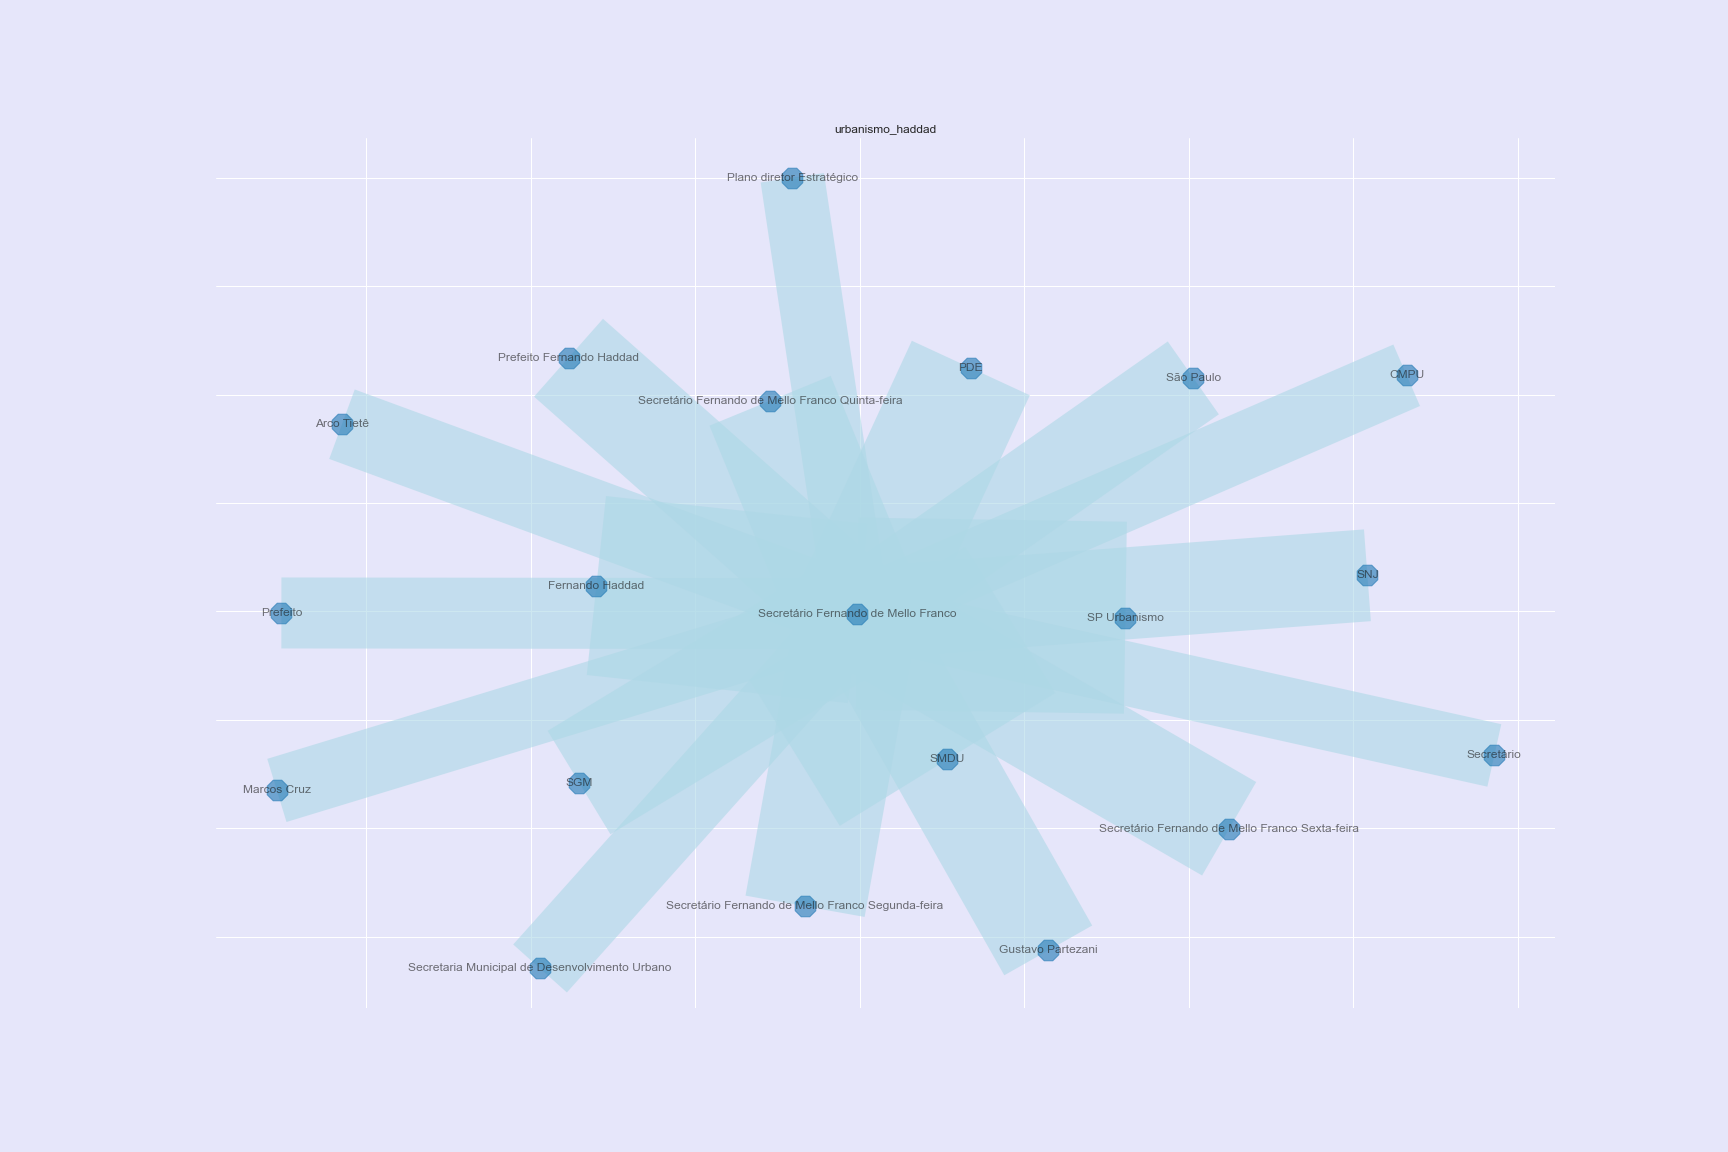 urbanismo_haddad
Plano diretor Estratégico
Prefeito Fernando Haddad
PDE
CMPU
São Paulo
Secretário Fernando de Mello Franco Quinta-feira
Arco Tietê
SNJ
Fernando Haddad
Prefeito
Secretário Fernando de Mello Franco
SP Urbanismo
Secretário
SMDU
SGM
Marcos Cruz
Secretário Fernando de Mello Franco Sexta-feira
Secretário Fernando de Mello Franco Segunda-feira
Gustavo Partezani
Secretaria Municipal de Desenvolvimento Urbano